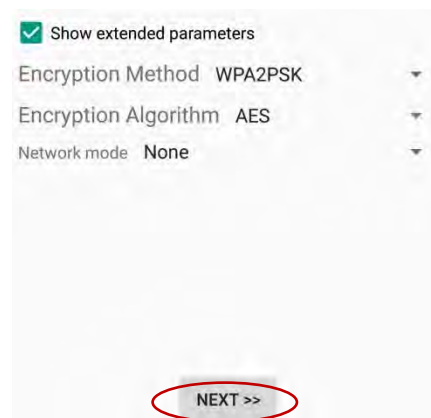 Show extended parameters
Encryption Method WPA2PSK
Encryption Algorithm AES
Network mode None
NEXT >>